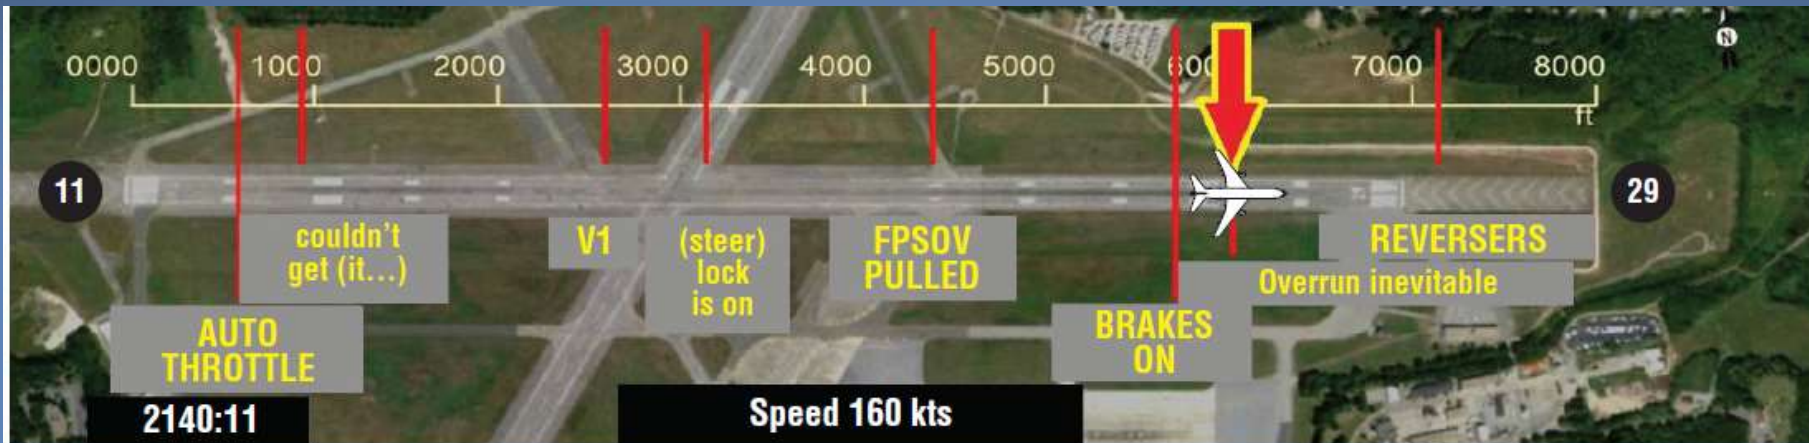 0000 1000 2000 3000 4000 5000 600 7000 8000
ft
N
11
29
couldn't
get (it...)
V1
(steer)
lock
is on
FPSOV
PULLED
REVERSERS
Overrun inevitable
AUTO
THROTTLE
BRAKES
ON
2140:11
Speed 160 kts